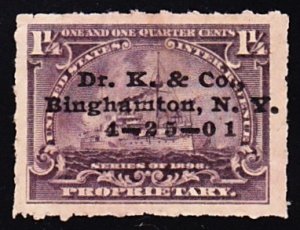 1¼ ONE AND ONE QUARTER CENTS 1¼
UNITED STATES INTERNAL REVENUE
Dr. K. & Co.,
Binghamton, N. Y.
4-25-01
SERIES OF 1898.
PROPRIETARY.